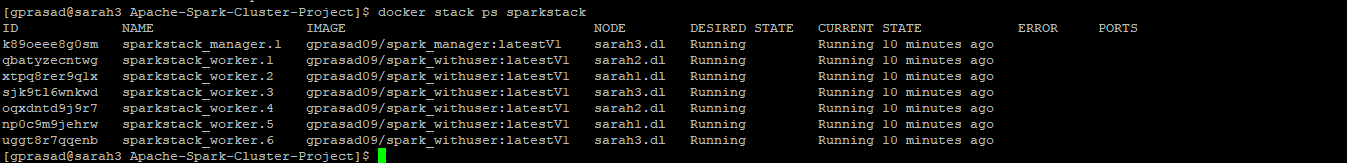 [gprasad@sarah3 Apache-Spark-Cluster-Project]$ docker stack ps sparkstack
ID NAME IMAGE NODE DESIRED STATE CURRENT STATE ERROR PORTS
k89oeee8g0sm sparkstack_manager.1 gprasad09/spark_manager:latestV1 sarah3.dl Running Running 10 minutes ago
qbatyzecntwg sparkstack_worker.1 gprasad09/spark_withuser:latestV1 sarah2.dl Running Running 10 minutes ago
xtpq8rer9qlx sparkstack_worker.2 gprasad09/spark_withuser:latestV1 sarah1.dl Running Running 10 minutes ago
sjk9tl6wnkwd sparkstack_worker.3 gprasad09/spark_withuser:latestV1 sarah3.dl Running Running 10 minutes ago
oqxdntd9j9r7 sparkstack_worker.4 gprasad09/spark_withuser:latestV1 sarah2.dl Running Running 10 minutes ago
np0c9m9jehrw sparkstack_worker.5 gprasad09/spark_withuser:latestV1 sarah1.dl Running Running 10 minutes ago
uggt8r7qqenb sparkstack_worker.6 gprasad09/spark_withuser:latestV1 sarah3.dl Running Running 10 minutes ago
[gprasad@sarah3 Apache-Spark-Cluster-Project]$